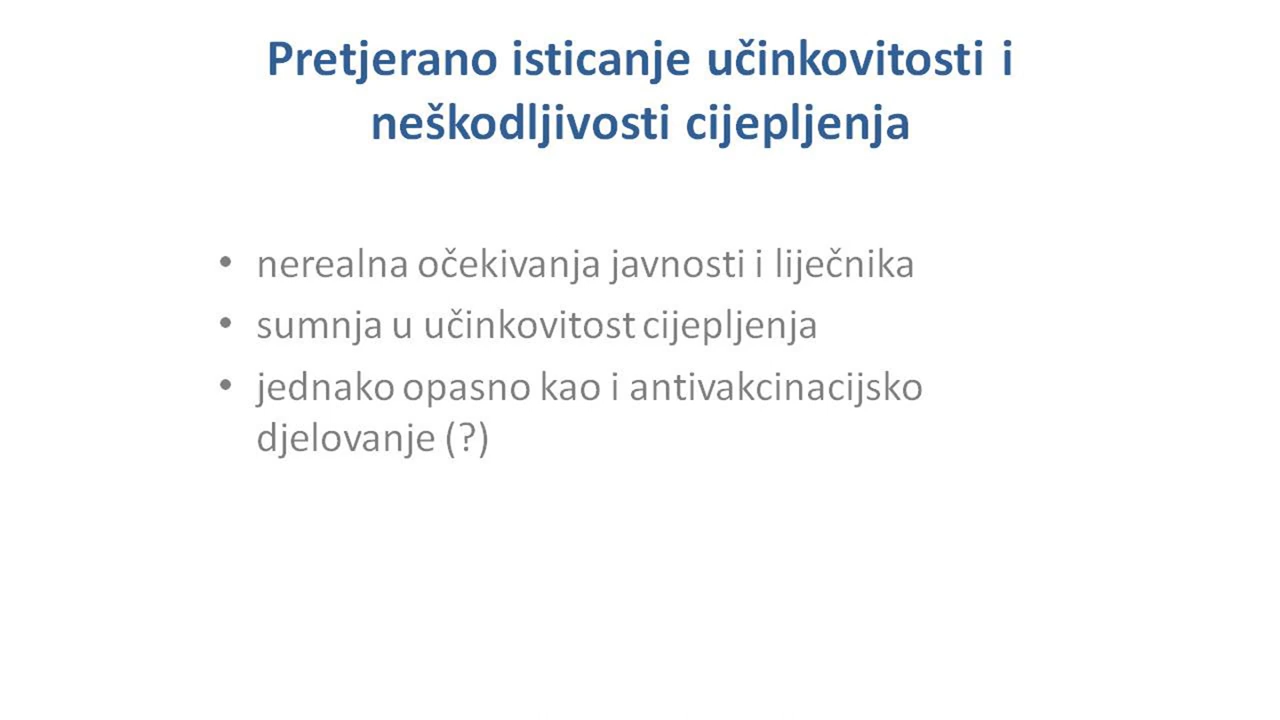 Pretjerano isticanje učinkovitosti i
neškodljivosti cijepljenja
• nerealna očekivanja javnosti i liječnika
• sumnja u učinkovitost cijepljenja
• jednako opasno kao i antivakcinacijsko
djelovanje (?)